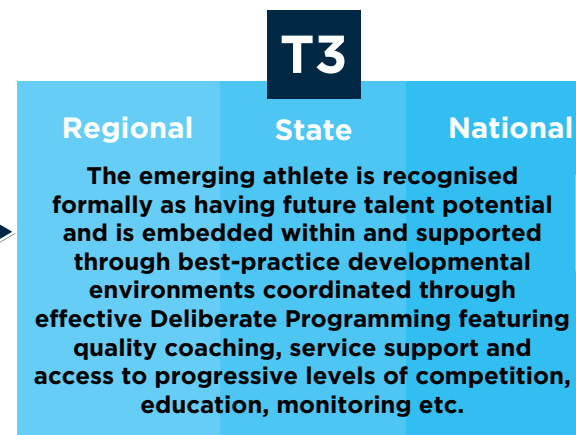 T3
Regional State National
The emerging athlete is recognised
formally as having future talent potential
and is embedded within and supported
through best-practice developmental
environments coordinated through
effective Deliberate Programming featuring
quality coaching, service support and
access to progressive levels of competition,
education, monitoring etc.